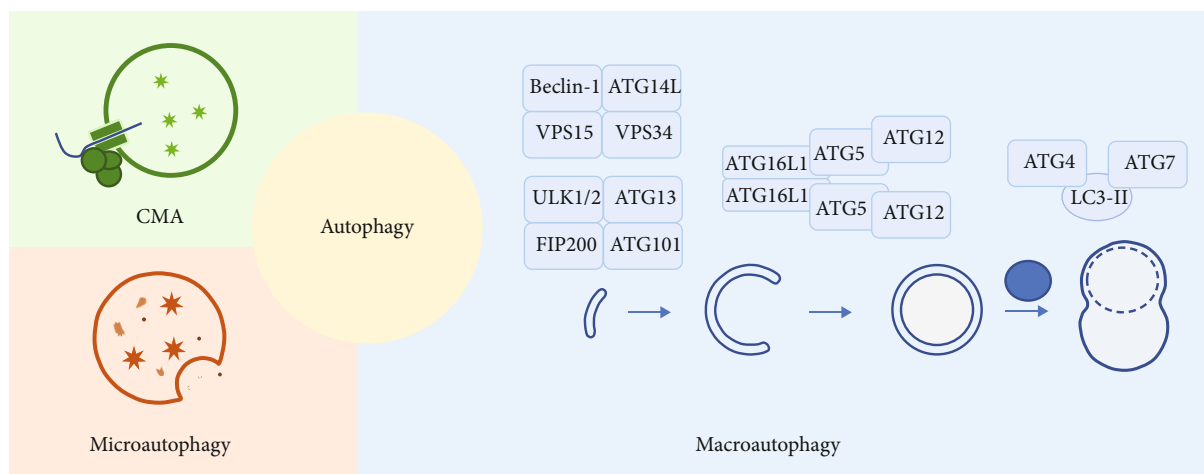 CMA
Microautophagy
Autophagy
Beclin-1 ATG14L
VPS15 VPS34
ULK1/2 ATG13
FIP200 ATG101
ATG16L1 ATG5 ATG12
ATG16L1 ATG5 ATG12
ATG4 ATG7
LC3-II
Macroautophagy